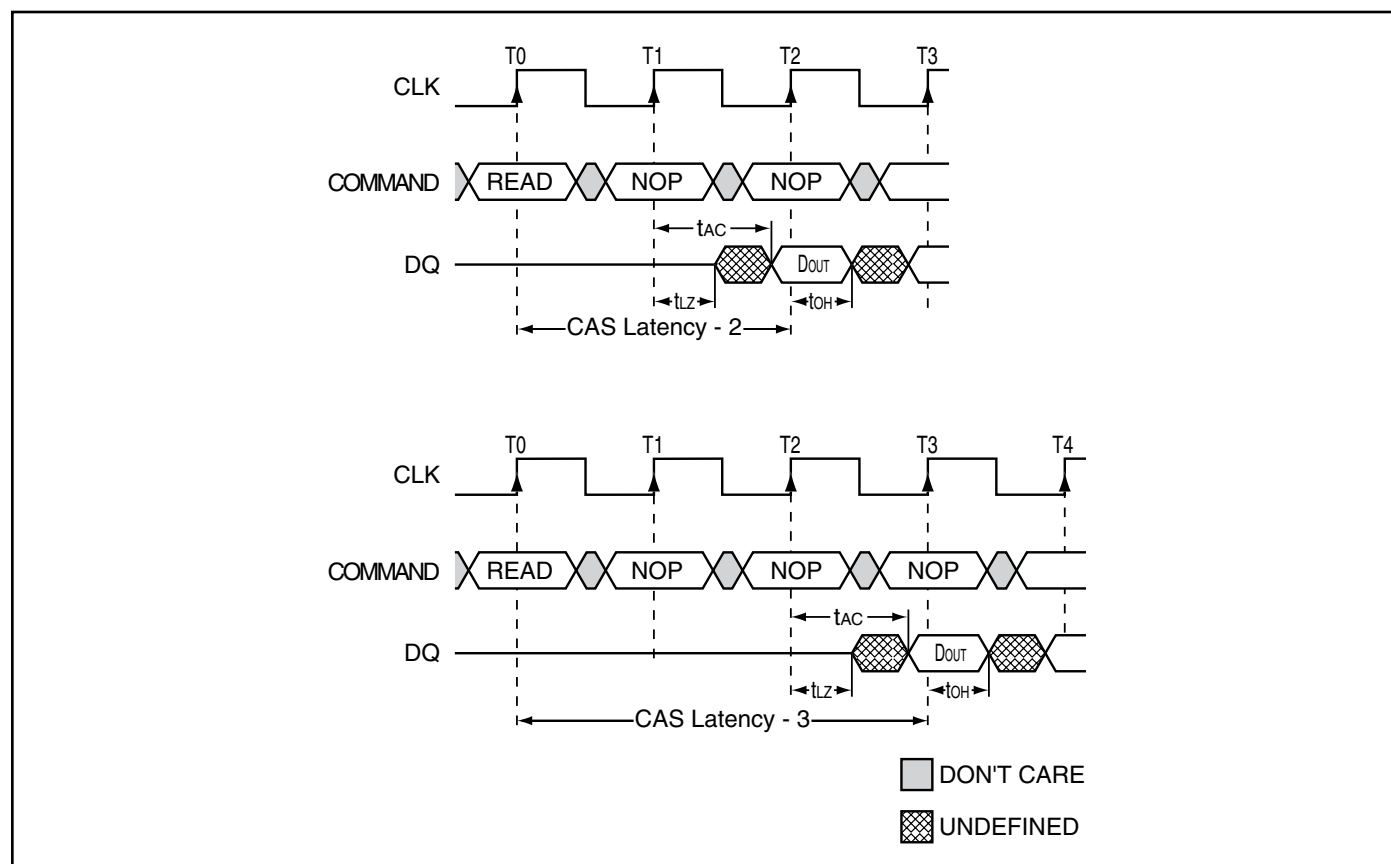 T0 T1 T2 T3
CLK
COMMAND READ NOP NOP
tAC
DQ DOUT
tLZ tOH
CAS Latency - 2
T0 T1 T2 T3 T4
CLK
COMMAND READ NOP NOP NOP
tAC
DQ DOUT
tLZ tOH
CAS Latency - 3
DON'T CARE
UNDEFINED